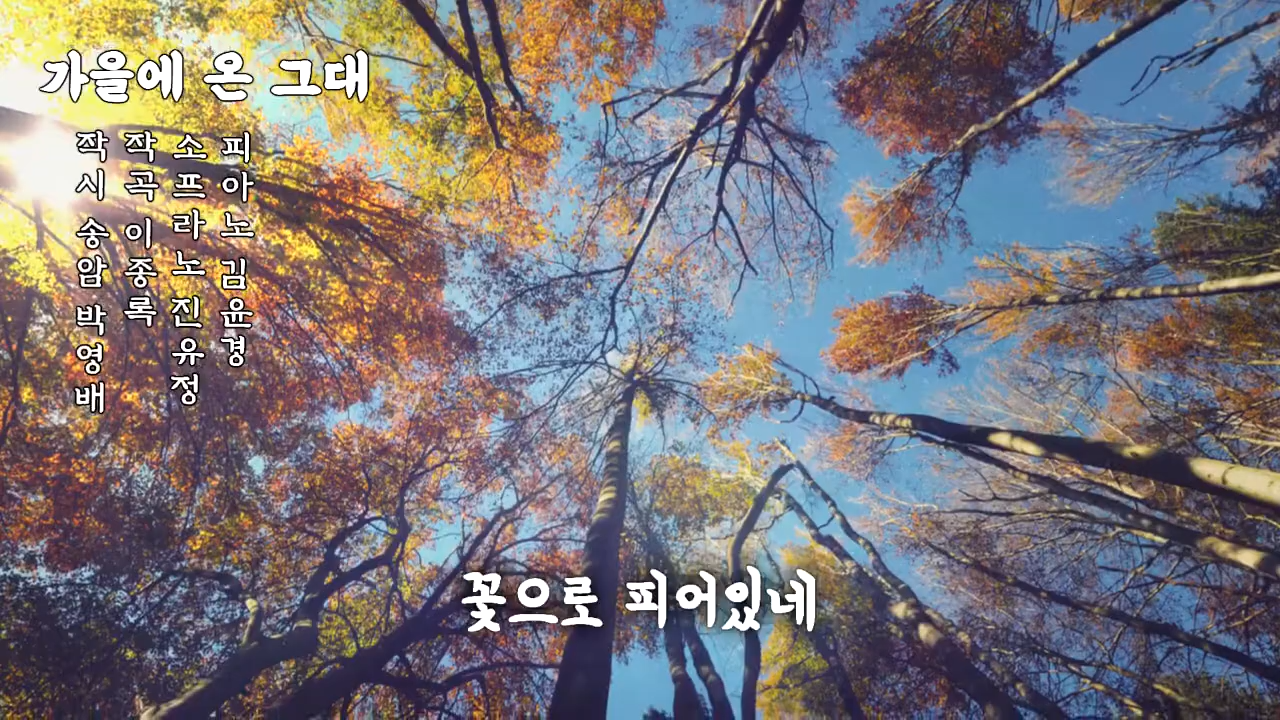 가을에 온 그대
작시 송암 박영배
작곡 이종록
소프라노 진유정
피아노 김윤경
꽃으로 피어있네